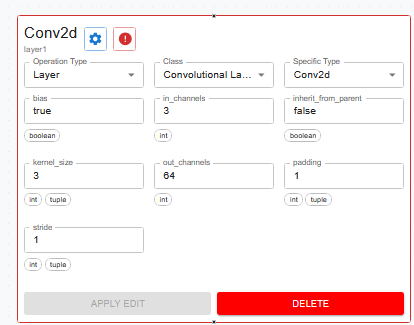 Conv2d
layer1
Operation Type
Class
Specific Type
Layer
Convolutional La...
Conv2d
bias
in_channels
inherit_from_parent
true
3
false
boolean
int
boolean
kernel_size
out_channels
padding
3
64
1
int tuple
int
int tuple
stride
1
int tuple
APPLY EDIT
DELETE